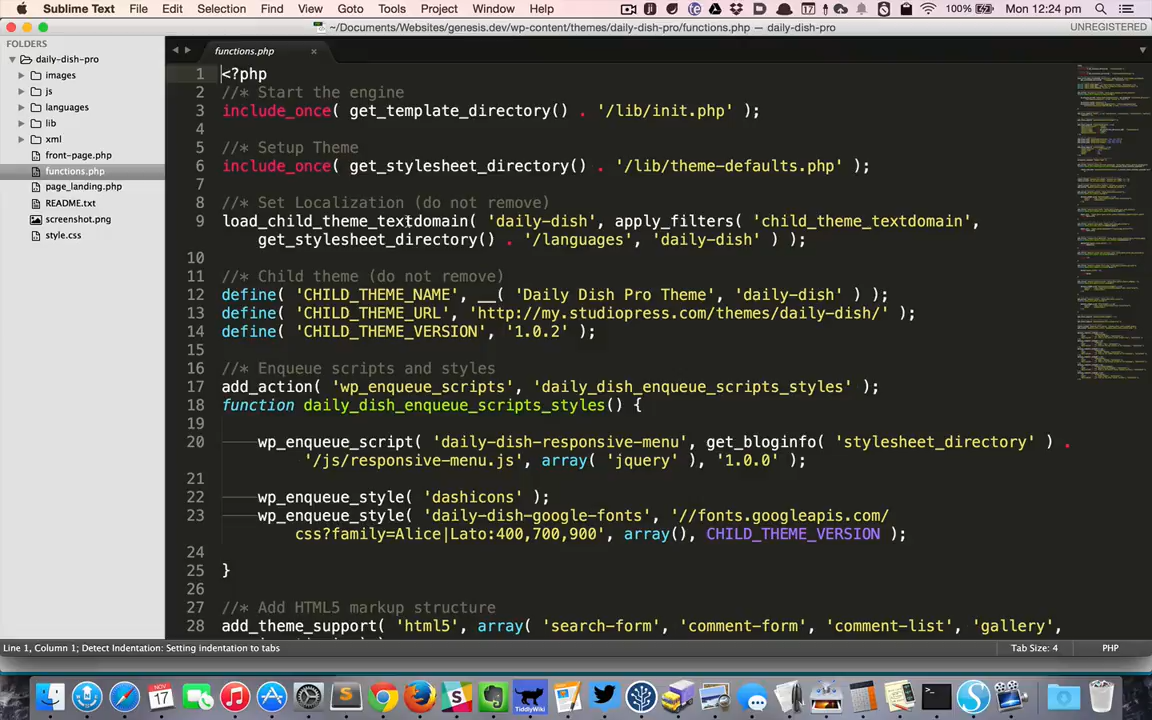 Sublime Text File Edit Selection Find View Goto Tools Project Window Help 100% Mon 12:24 pm
~/Documents/Websites/genesis.dev/wp-content/themes/daily-dish-pro/functions.php — daily-dish-pro UNREGISTERED
FOLDERS
daily-dish-pro
images
js
languages
lib
xml
front-page.php
functions.php
page_landing.php
README.txt
screenshot.png
style.css
functions.php
1 <?php
2 //* Start the engine
3 include_once( get_template_directory() . '/lib/init.php' );
4
5 //* Setup Theme
6 include_once( get_stylesheet_directory() . '/lib/theme-defaults.php' );
7
8 //* Set Localization (do not remove)
9 load_child_theme_textdomain( 'daily-dish', apply_filters( 'child_theme_textdomain',
get_stylesheet_directory() . '/languages', 'daily-dish' ) );
10
11 //* Child theme (do not remove)
12 define( 'CHILD_THEME_NAME', __( 'Daily Dish Pro Theme', 'daily-dish' ) );
13 define( 'CHILD_THEME_URL', 'http://my.studiopress.com/themes/daily-dish/' );
14 define( 'CHILD_THEME_VERSION', '1.0.2' );
15
16 //* Enqueue scripts and styles
17 add_action( 'wp_enqueue_scripts', 'daily_dish_enqueue_scripts_styles' );
18 function daily_dish_enqueue_scripts_styles() {
19
20 wp_enqueue_script( 'daily-dish-responsive-menu', get_bloginfo( 'stylesheet_directory' ) .
'/js/responsive-menu.js', array( 'jquery' ), '1.0.0' );
21
22 wp_enqueue_style( 'dashicons' );
23 wp_enqueue_style( 'daily-dish-google-fonts', '//fonts.googleapis.com/
css?family=Alice|Lato:400,700,900', array(), CHILD_THEME_VERSION );
24
25 }
26
27 //* Add HTML5 markup structure
28 add_theme_support( 'html5', array( 'search-form', 'comment-form', 'comment-list', 'gallery',
Line 1, Column 1; Detect Indentation: Setting indentation to tabs Tab Size: 4 PHP
NOV
17
TiddlyWiki